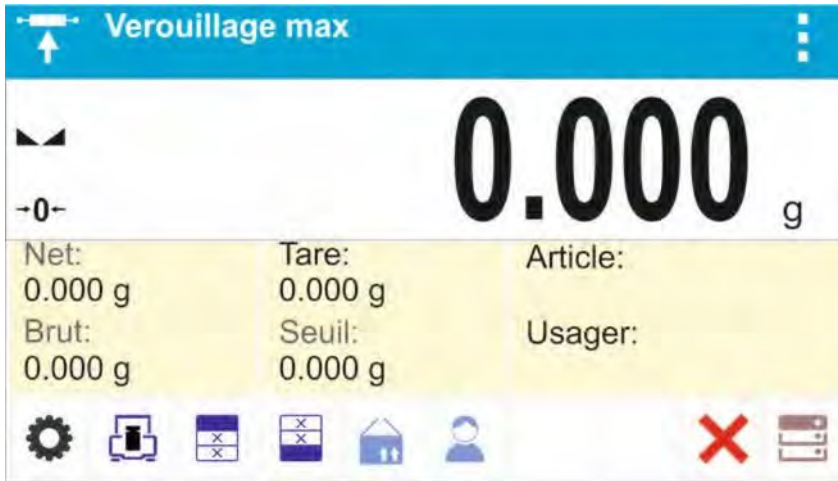 Verouillage max
→0←
0.000 g
Net:
0.000 g
Tare:
0.000 g
Article:
Brut:
0.000 g
Seuil:
0.000 g
Usager: